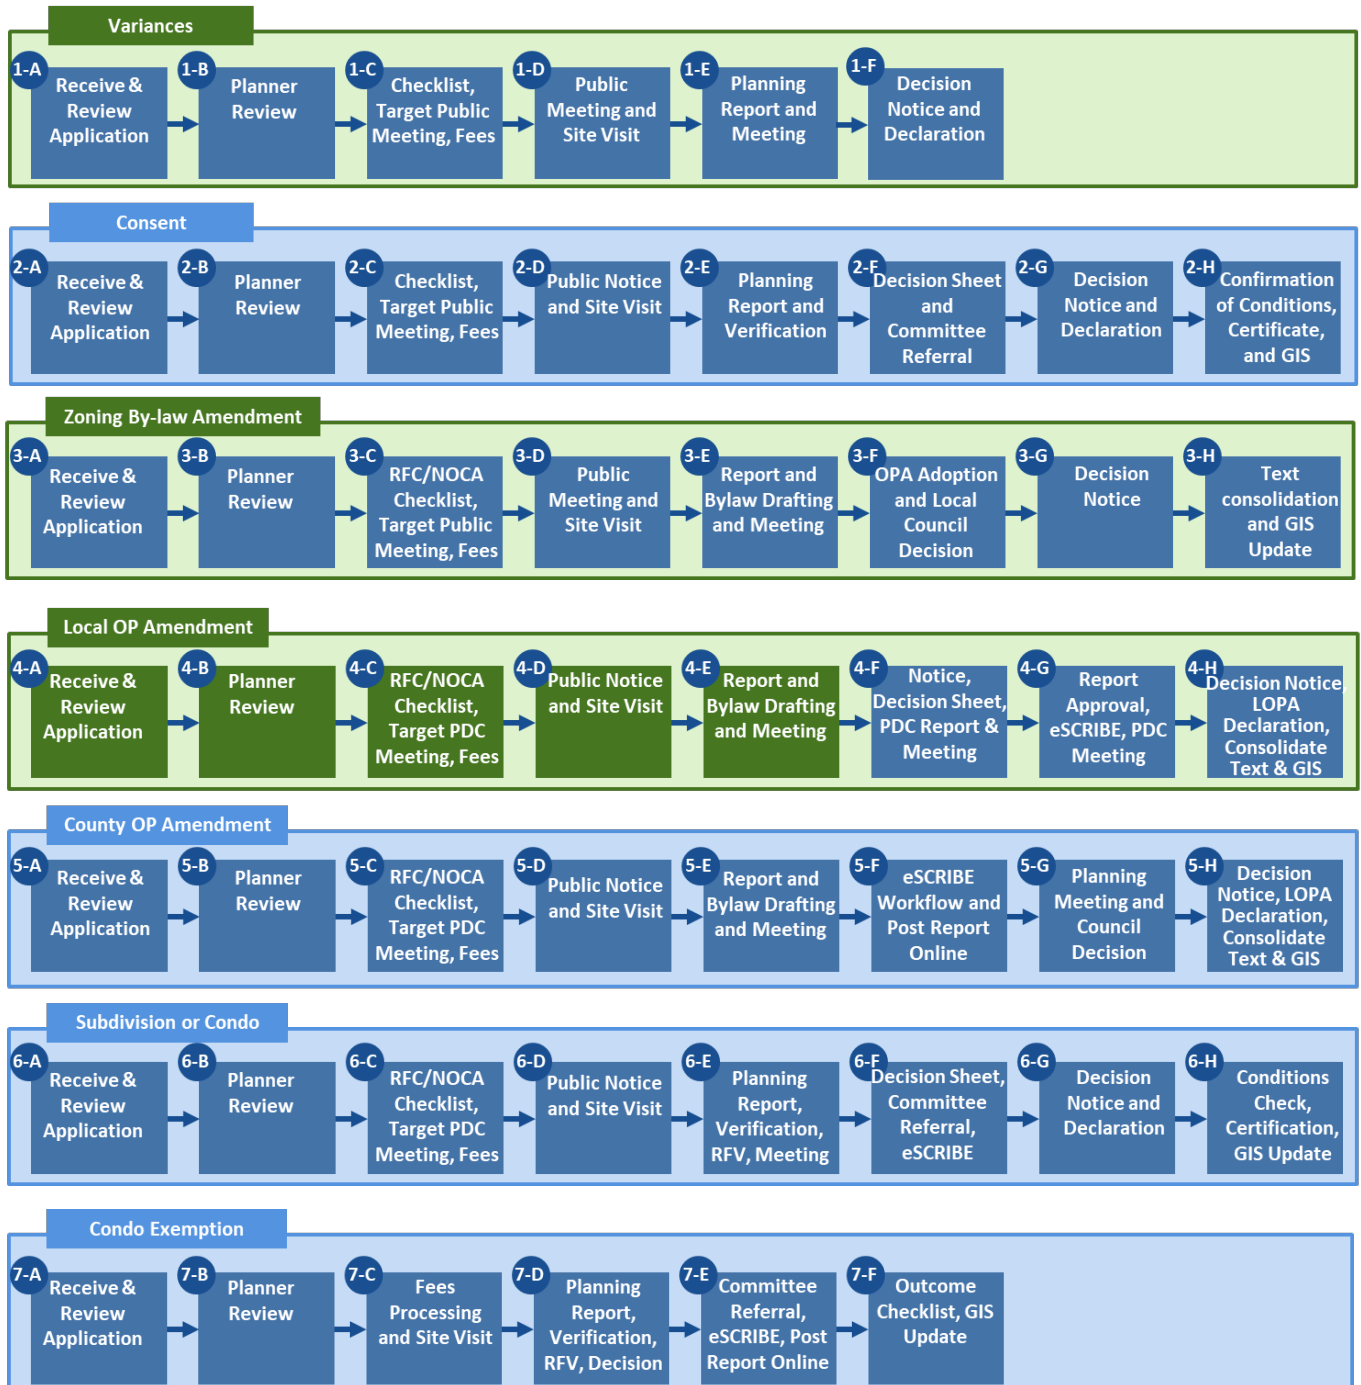 Variances
1-A
Receive &
Review
Application
1-B
Planner
Review
1-C
Checklist,
Target Public
Meeting, Fees
1-D
Public
Meeting and
Site Visit
1-E
Planning
Report and
Meeting
1-F
Decision
Notice and
Declaration
Consent
2-A
Receive &
Review
Application
2-B
Planner
Review
2-C
Checklist,
Target Public
Meeting, Fees
2-D
Public Notice
and Site Visit
2-E
Planning
Report and
Verification
2-F
Decision Sheet
and
Committee
Referral
2-G
Decision
Notice and
Declaration
2-H
Confirmation
of Conditions,
Certificate,
and GIS
Zoning By-law Amendment
3-A
Receive &
Review
Application
3-B
Planner
Review
3-C
RFC/NOCA
Checklist,
Target Public
Meeting, Fees
3-D
Public
Meeting and
Site Visit
3-E
Report and
Bylaw Drafting
and Meeting
3-F
OPA Adoption
and Local
Council
Decision
3-G
Decision
Notice
3-H
Text
consolidation
and GIS
Update
Local OP Amendment
4-A
Receive &
Review
Application
4-B
Planner
Review
4-C
RFC/NOCA
Checklist,
Target PDC
Meeting, Fees
4-D
Public Notice
and Site Visit
4-E
Report and
Bylaw Drafting
and Meeting
4-F
Notice,
Decision Sheet,
PDC Report &
Meeting
4-G
Report
Approval,
eSCRIBE, PDC
Meeting
4-H
Decision Notice,
LOPA
Declaration,
Consolidate
Text & GIS
County OP Amendment
5-A
Receive &
Review
Application
5-B
Planner
Review
5-C
RFC/NOCA
Checklist,
Target PDC
Meeting, Fees
5-D
Public Notice
and Site Visit
5-E
Report and
Bylaw Drafting
and Meeting
5-F
eSCRIBE
Workflow and
Post Report
Online
5-G
Planning
Meeting and
Council
Decision
5-H
Decision
Notice, LOPA
Declaration,
Consolidate
Text & GIS
Subdivision or Condo
6-A
Receive &
Review
Application
6-B
Planner
Review
6-C
RFC/NOCA
Checklist,
Target PDC
Meeting, Fees
6-D
Public Notice
and Site Visit
6-E
Planning
Report,
Verification,
RFV, Meeting
6-F
Decision Sheet,
Committee
Referral,
eSCRIBE
6-G
Decision
Notice and
Declaration
6-H
Conditions
Check,
Certification,
GIS Update
Condo Exemption
7-A
Receive &
Review
Application
7-B
Planner
Review
7-C
Fees
Processing
and Site Visit
7-D
Planning
Report,
Verification,
RFV, Decision
7-E
Committee
Referral,
eSCRIBE, Post
Report Online
7-F
Outcome
Checklist, GIS
Update